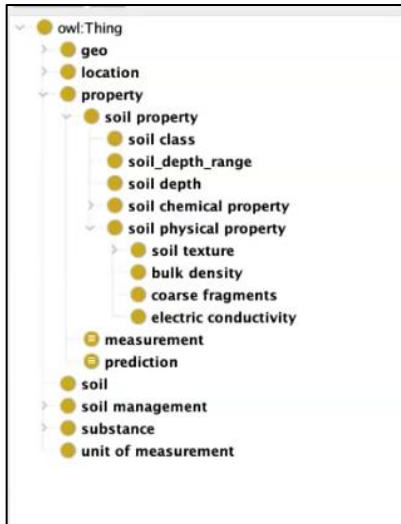 owl:Thing
geo
location
property
soil property
soil class
soil_depth_range
soil depth
soil chemical property
soil physical property
soil texture
bulk density
coarse fragments
electric conductivity
measurement
prediction
soil
soil management
substance
unit of measurement